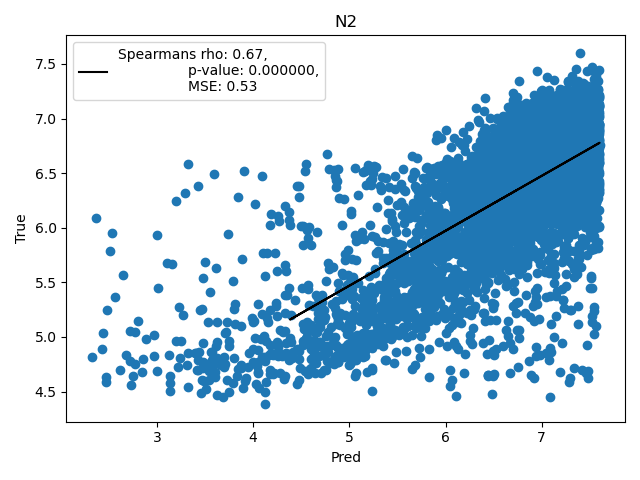 N2
Spearmans rho: 0.67,
p-value: 0.000000,
MSE: 0.53
7.5
7.0
6.5
6.0
5.5
5.0
4.5
True
3 4 5 6 7
Pred